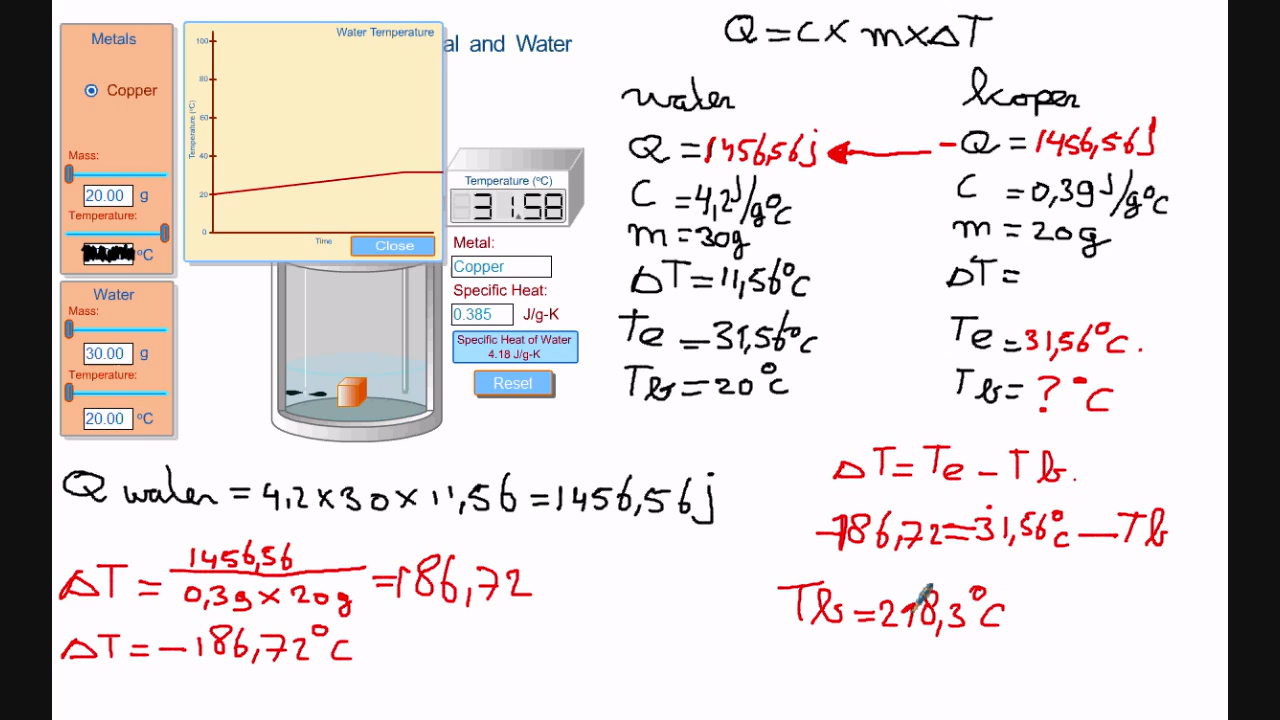 Metals
Copper
Mass:
20.00 g
Temperature:
°C
Water
Mass:
30.00 g
Temperature:
20.00 °C
Water Temperature
Temperature (°C)
100
80
60
40
20
0
Time
Close
al and Water
Temperature (°C)
31.58
Metal:
Copper
Specific Heat:
0.385 J/g-K
Specific Heat of Water
4.18 J/g-K
Reset
Q = C x m x ΔT
water
Q = 1456,56j
C = 4,2 J/g°C
m = 30g
ΔT = 11,56°C
Te = 31,56°C
Tb = 20°C
koper
-Q = 1456,56J
C = 0,39 J/g°C
m = 20g
ΔT =
Te = 31,56°C.
Tb = ? °C
Q water = 4,2 x 30 x 11,56 = 1456,56j
ΔT = 1456,56 / 0,39 x 20g = 186,72
ΔT = -186,72°C
ΔT = Te - Tb.
-186,72 = 31,56°C - Tb
Tb = 218,3°C